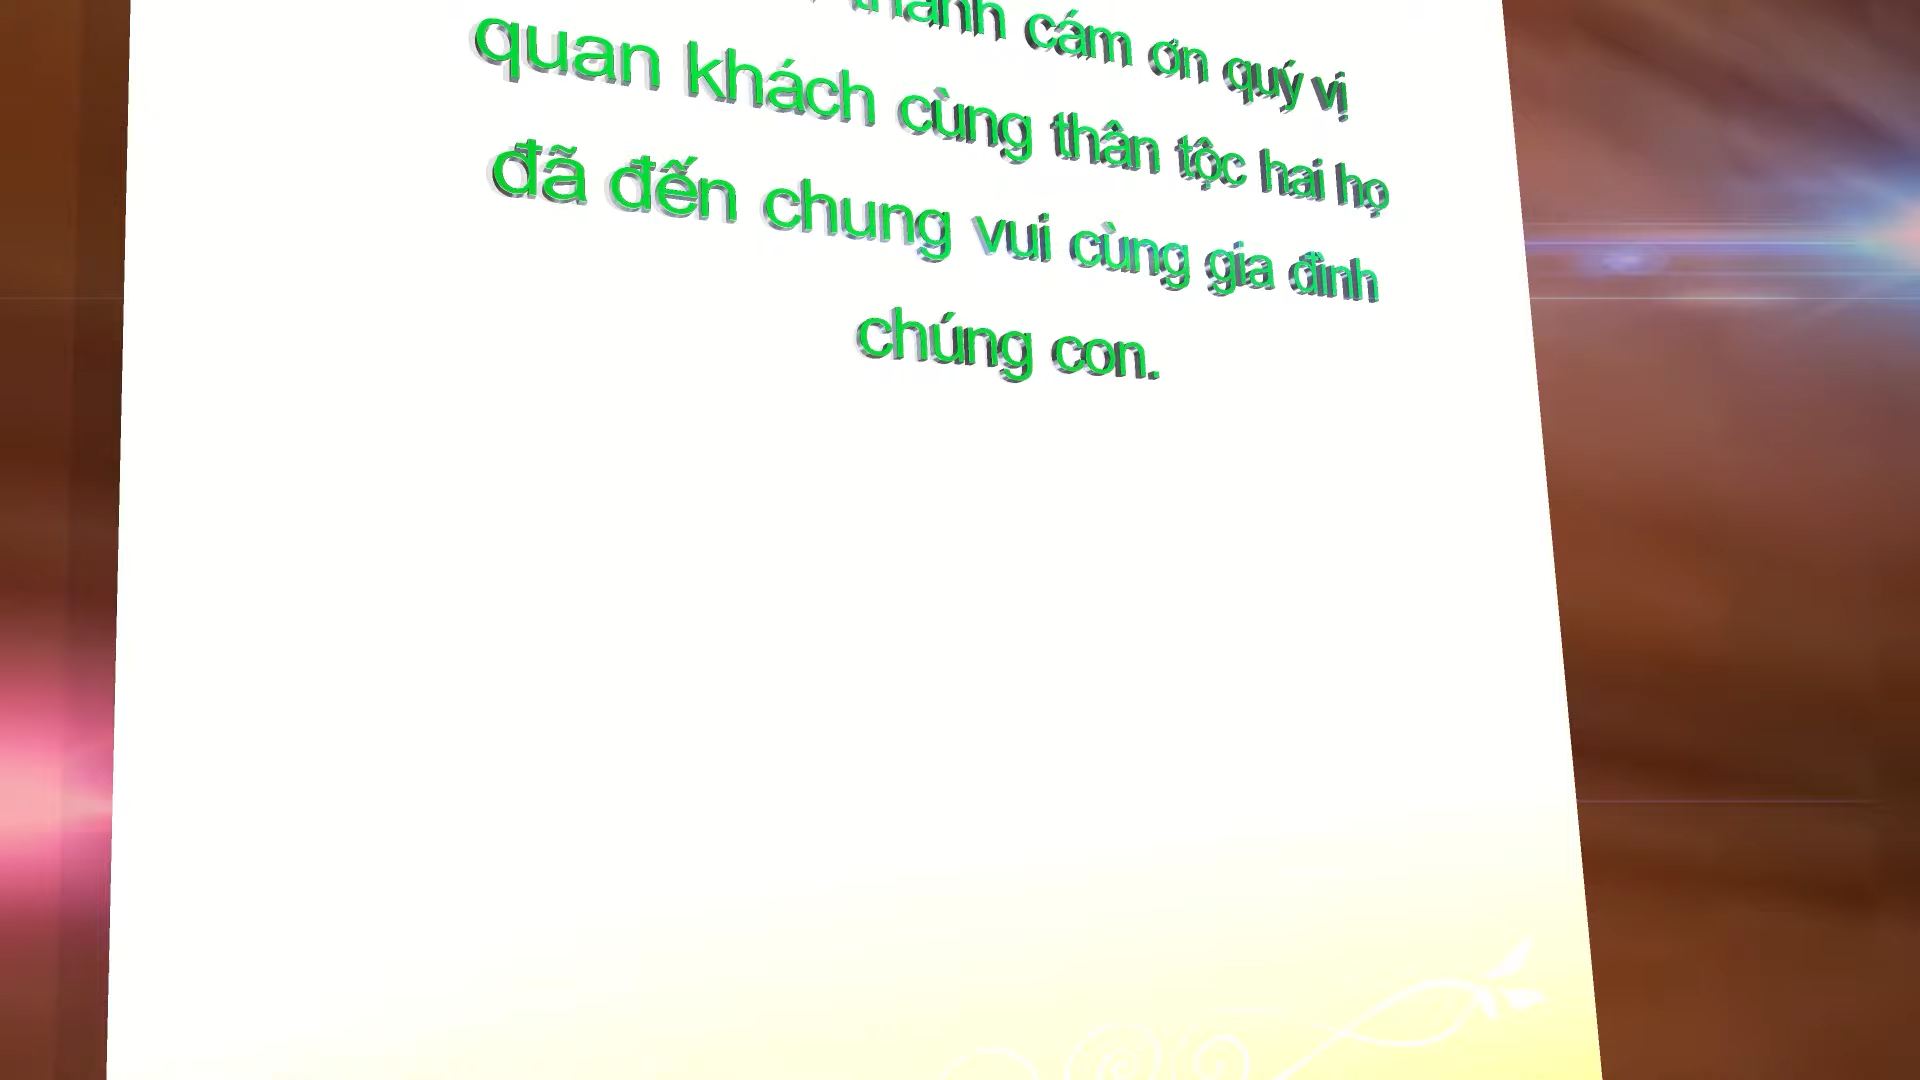 thành cám ơn quý vị
quan khách cùng thân tộc hai họ
đã đến chung vui cùng gia đình
chúng con.